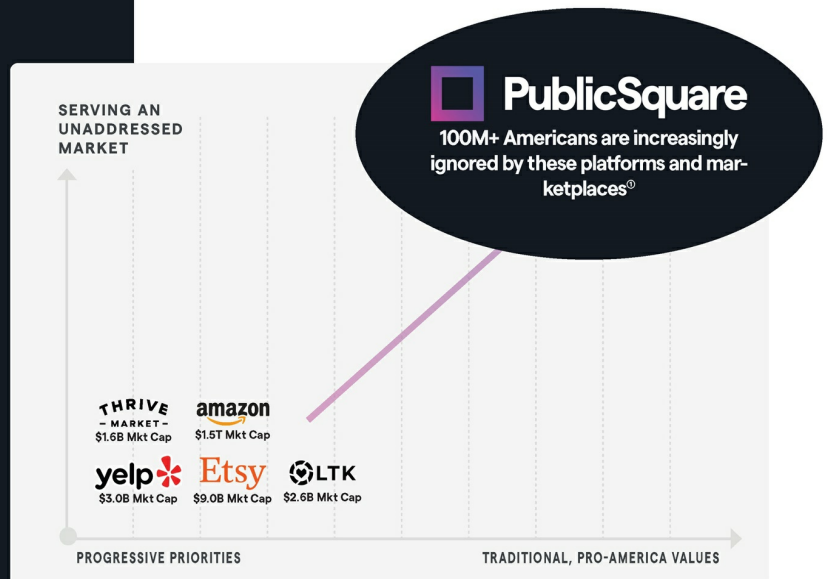 SERVING AN
UNADDRESSED
MARKET
PublicSquare
100M+ Americans are increasingly
ignored by these platforms and mar-
ketplaces①
THRIVE
– MARKET –
$1.6B Mkt Cap
amazon
$1.5T Mkt Cap
yelp
$3.0B Mkt Cap
Etsy
$9.0B Mkt Cap
LTK
$2.6B Mkt Cap
PROGRESSIVE PRIORITIES
TRADITIONAL, PRO-AMERICA VALUES